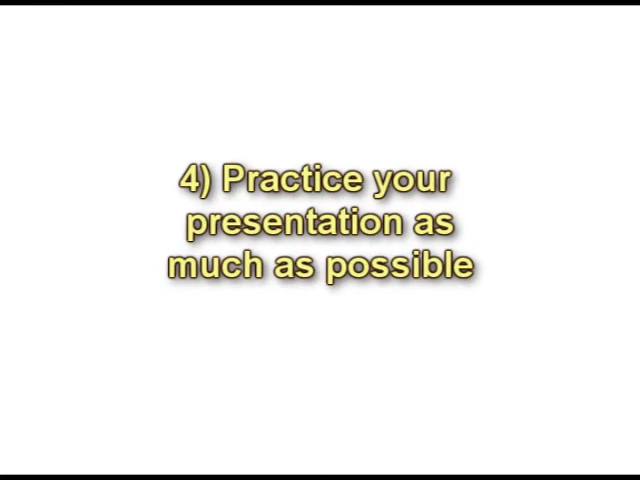 4) Practice your
presentation as
much as possible